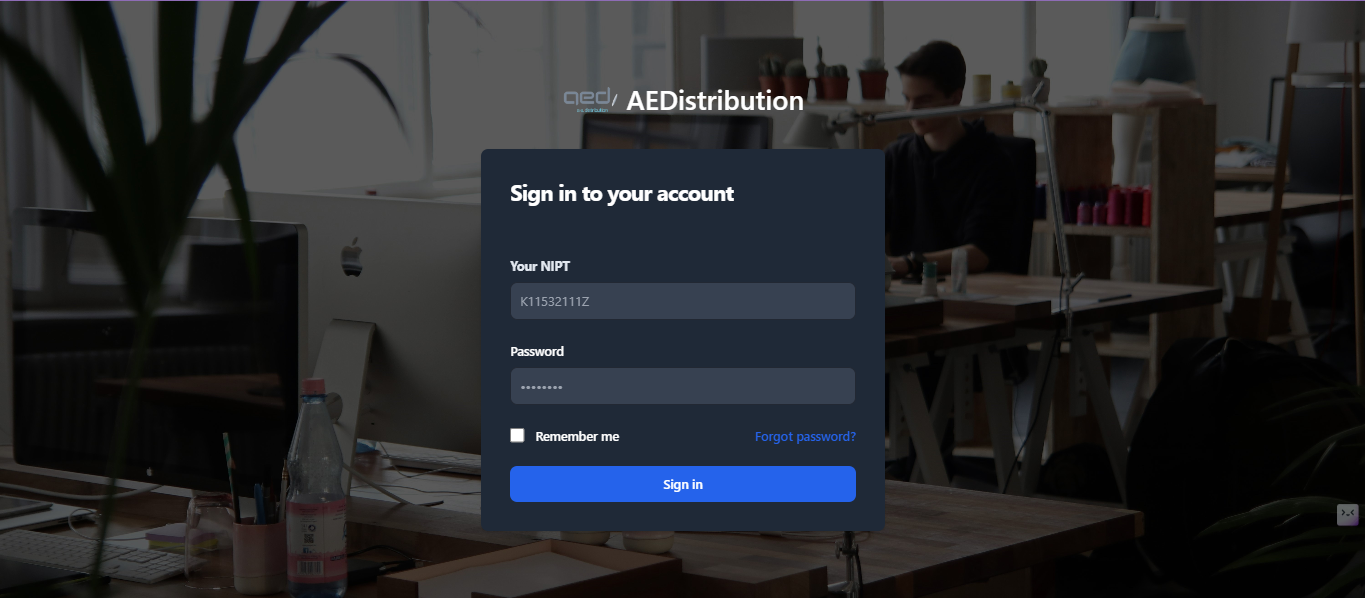 aed / AEDistribution
Sign in to your account
Your NIPT
K11532111Z
Password
••••••••
Remember me
Forgot password?
Sign in